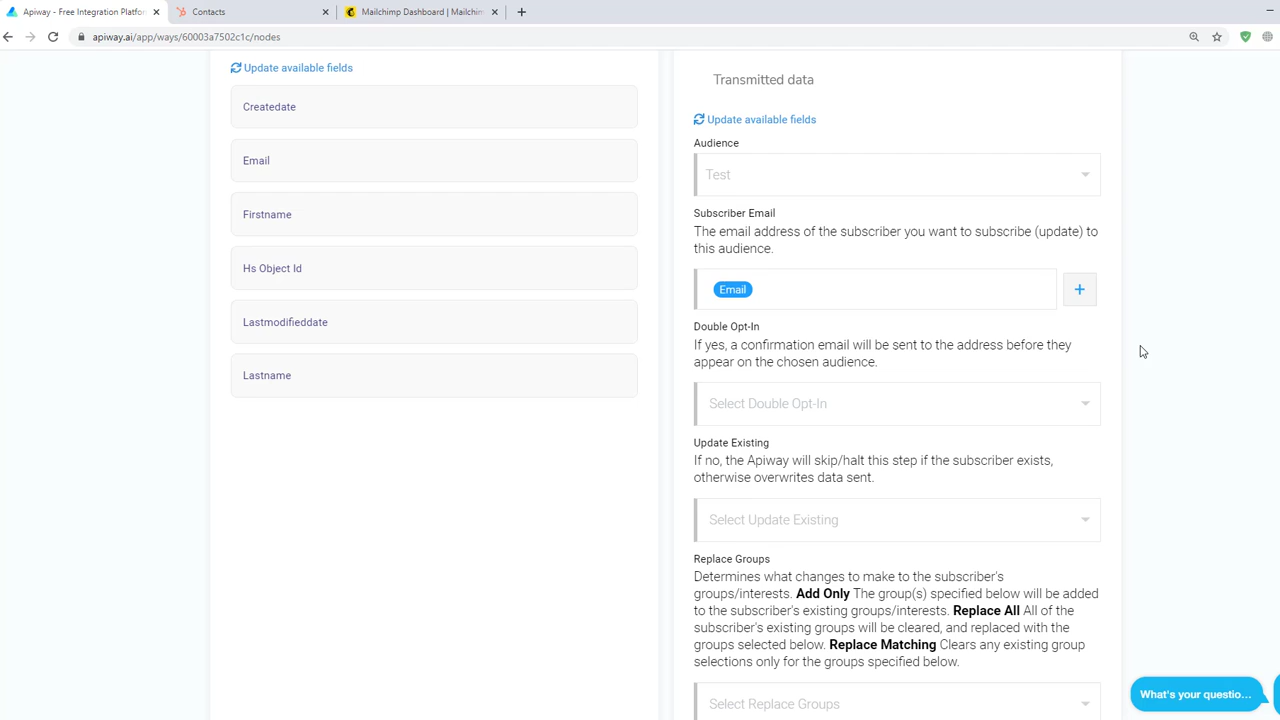 Apiway - Free Integration Platfor
Contacts
Mailchimp Dashboard | Mailchim
apiway.ai/app/ways/60003a7502c1c/nodes
Update available fields
Createdate
Email
Firstname
Hs Object Id
Lastmodifieddate
Lastname
Transmitted data
Update available fields
Audience
Test
Subscriber Email
The email address of the subscriber you want to subscribe (update) to
this audience.
Email
+
Double Opt-In
If yes, a confirmation email will be sent to the address before they
appear on the chosen audience.
Select Double Opt-In
Update Existing
If no, the Apiway will skip/halt this step if the subscriber exists,
otherwise overwrites data sent.
Select Update Existing
Replace Groups
Determines what changes to make to the subscriber's
groups/interests. Add Only The group(s) specified below will be added
to the subscriber's existing groups/interests. Replace All All of the
subscriber's existing groups will be cleared, and replaced with the
groups selected below. Replace Matching Clears any existing group
selections only for the groups specified below.
Select Replace Groups
What's your questio...